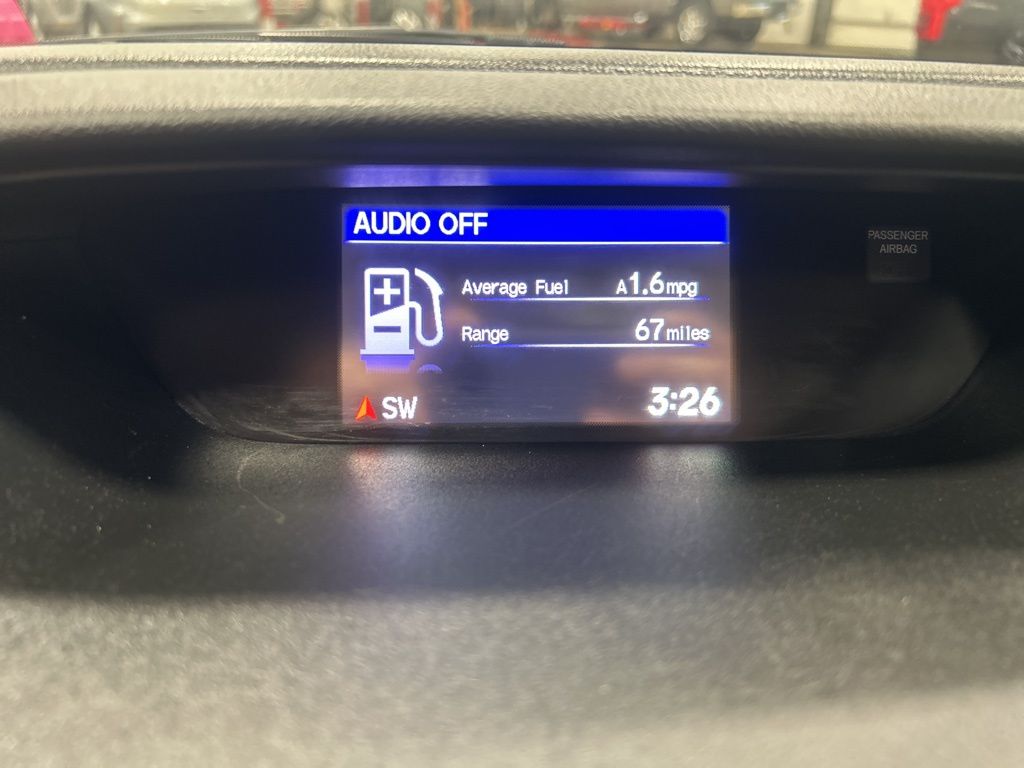 AUDIO OFF
PASSENGER
AIRBAG
Average Fuel A1.6mpg
Range 67miles
SW 3:26